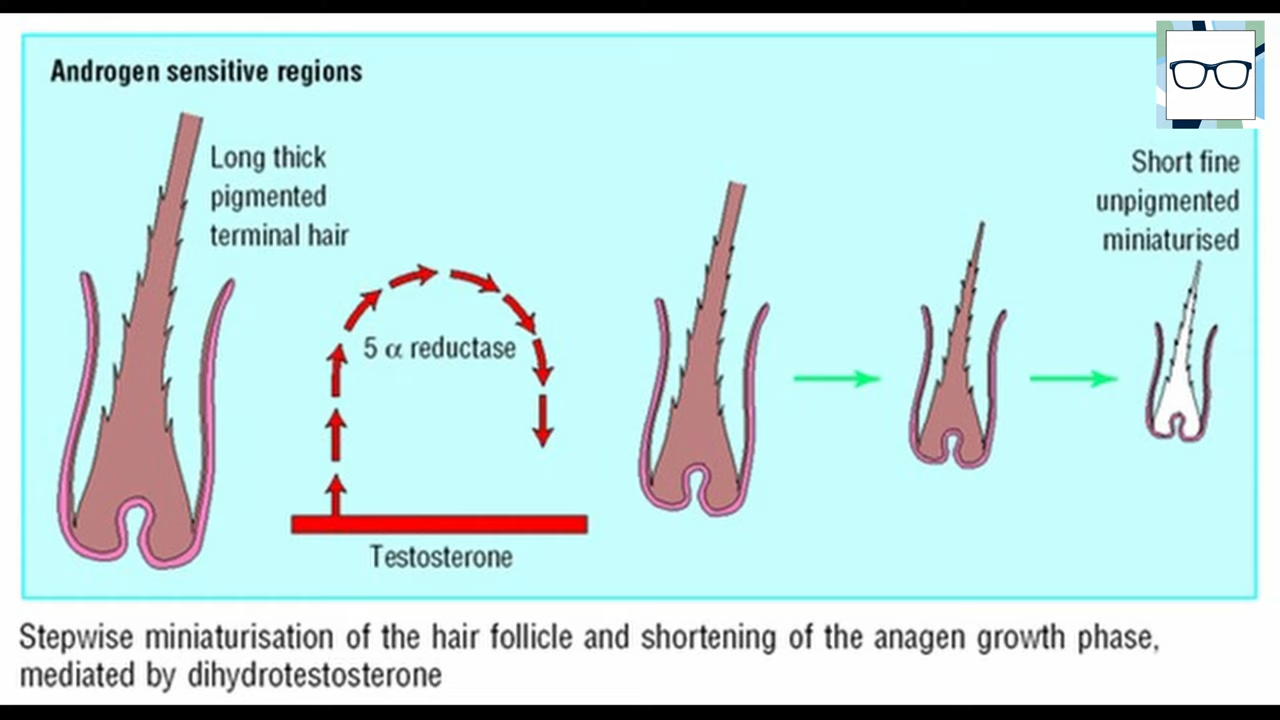 Androgen sensitive regions
Long thick
pigmented
terminal hair
5 α reductase
Testosterone
Short fine
unpigmented
miniaturised
Stepwise miniaturisation of the hair follicle and shortening of the anagen growth phase,
mediated by dihydrotestosterone